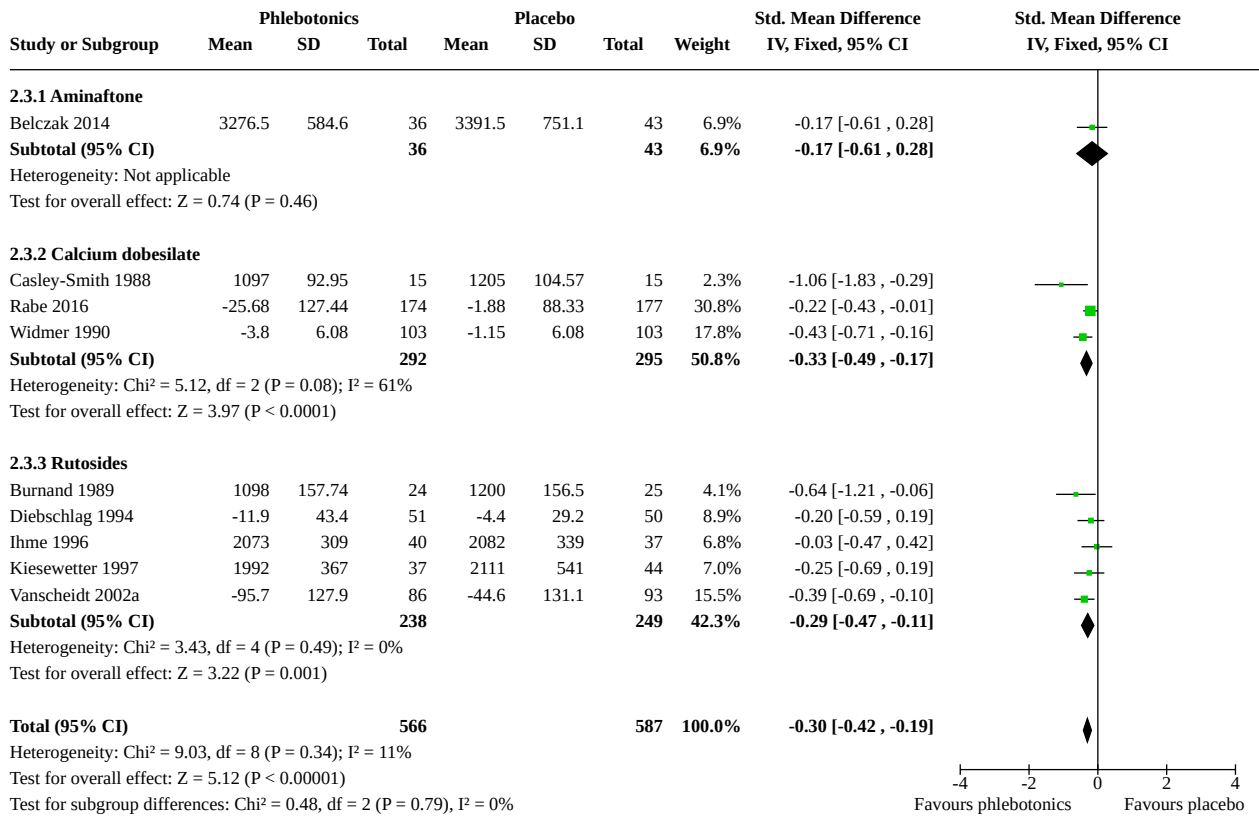 Phlebotonics Placebo Std. Mean Difference Std. Mean Difference
Study or Subgroup Mean SD Total Mean SD Total Weight IV, Fixed, 95% CI IV, Fixed, 95% CI
2.3.1 Aminaftone
Belczak 2014 3276.5 584.6 36 3391.5 751.1 43 6.9% -0.17 [-0.61 , 0.28]
Subtotal (95% CI) 36 43 6.9% -0.17 [-0.61 , 0.28]
Heterogeneity: Not applicable
Test for overall effect: Z = 0.74 (P = 0.46)
2.3.2 Calcium dobesilate
Casley-Smith 1988 1097 92.95 15 1205 104.57 15 2.3% -1.06 [-1.83 , -0.29]
Rabe 2016 -25.68 127.44 174 -1.88 88.33 177 30.8% -0.22 [-0.43 , -0.01]
Widmer 1990 -3.8 6.08 103 -1.15 6.08 103 17.8% -0.43 [-0.71 , -0.16]
Subtotal (95% CI) 292 295 50.8% -0.33 [-0.49 , -0.17]
Heterogeneity: Chi² = 5.12, df = 2 (P = 0.08); I² = 61%
Test for overall effect: Z = 3.97 (P < 0.0001)
2.3.3 Rutosides
Burnand 1989 1098 157.74 24 1200 156.5 25 4.1% -0.64 [-1.21 , -0.06]
Diebschlag 1994 -11.9 43.4 51 -4.4 29.2 50 8.9% -0.20 [-0.59 , 0.19]
Ihme 1996 2073 309 40 2082 339 37 6.8% -0.03 [-0.47 , 0.42]
Kiesewetter 1997 1992 367 37 2111 541 44 7.0% -0.25 [-0.69 , 0.19]
Vanscheidt 2002a -95.7 127.9 86 -44.6 131.1 93 15.5% -0.39 [-0.69 , -0.10]
Subtotal (95% CI) 238 249 42.3% -0.29 [-0.47 , -0.11]
Heterogeneity: Chi² = 3.43, df = 4 (P = 0.49); I² = 0%
Test for overall effect: Z = 3.22 (P = 0.001)
Total (95% CI) 566 587 100.0% -0.30 [-0.42 , -0.19]
Heterogeneity: Chi² = 9.03, df = 8 (P = 0.34); I² = 11%
Test for overall effect: Z = 5.12 (P < 0.00001)
-4 -2 0 2 4
Test for subgroup differences: Chi² = 0.48, df = 2 (P = 0.79), I² = 0% Favours phlebotonics Favours placebo